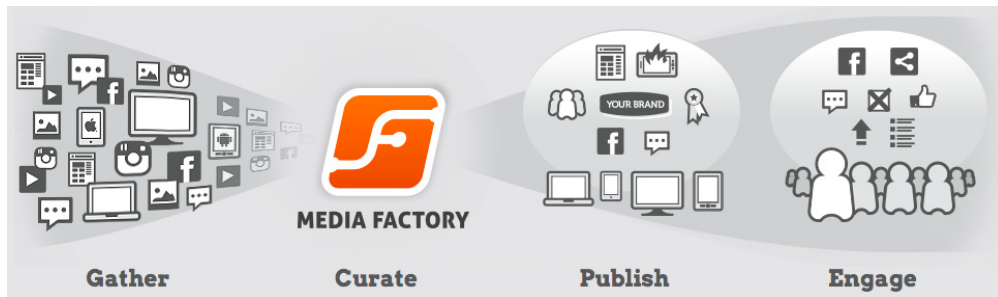 YOUR BRAND
MEDIA FACTORY
Gather
Curate
Publish
Engage